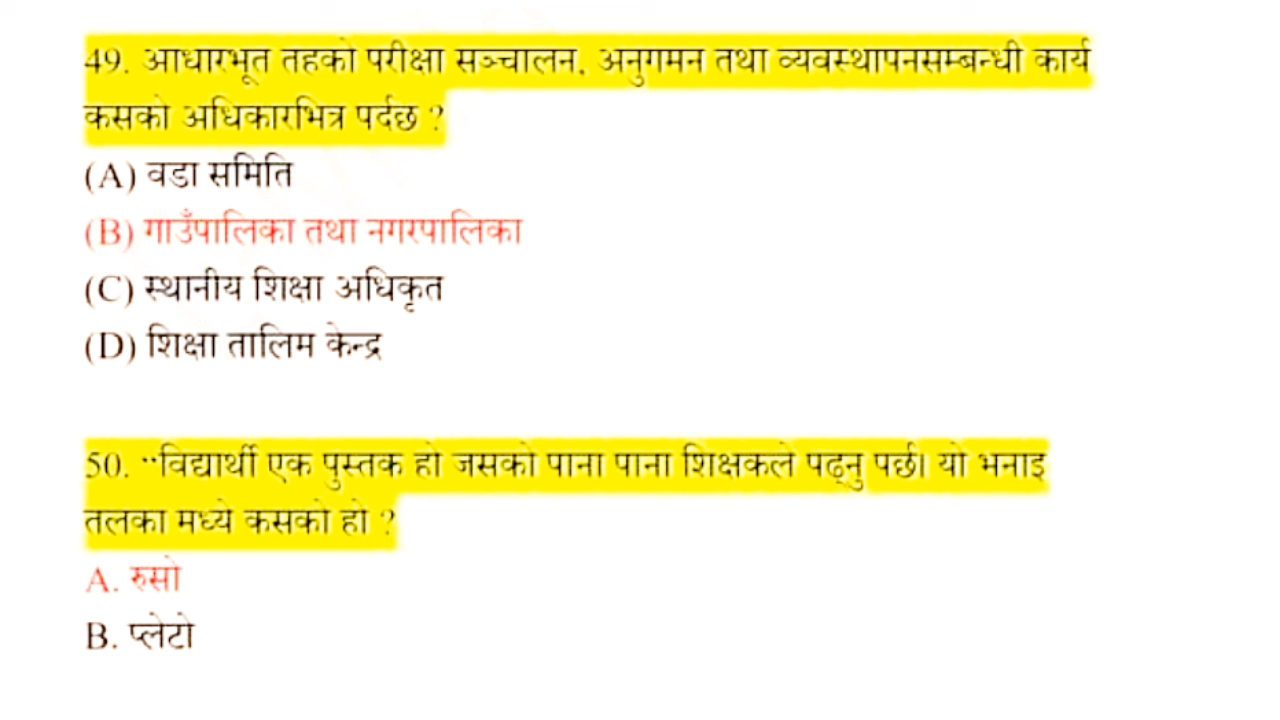 49. आधारभूत तहको परीक्षा सञ्चालन, अनुगमन तथा व्यवस्थापनसम्बन्धी कार्य
कसको अधिकारभित्र पर्दछ ?
(A) वडा समिति
(B) गाउँपालिका तथा नगरपालिका
(C) स्थानीय शिक्षा अधिकृत
(D) शिक्षा तालिम केन्द्र
50. “विद्यार्थी एक पुस्तक हो जसको पाना पाना शिक्षकले पढ्नु पर्छ। यो भनाइ
तलका मध्ये कसको हो ?
A. रुसो
B. प्लेटो